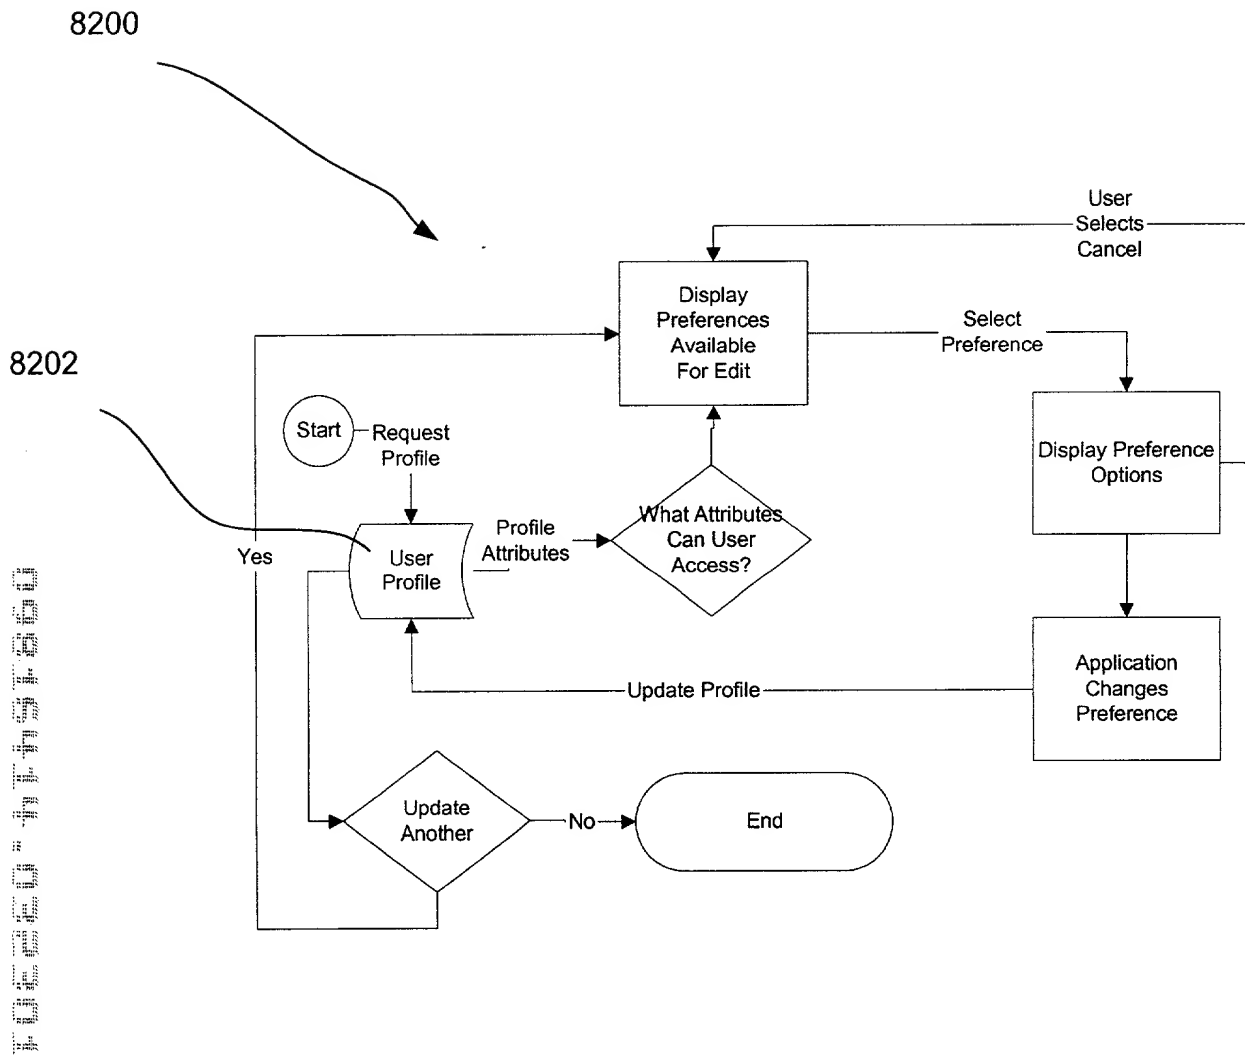 8200
User
Selects
Cancel
Display
Preferences
Available
For Edit
Select
Preference
8202
Start
Request
Profile
Display Preference
Options
What Attributes
Can User
Access?
Profile
Attributes
User
Profile
Yes
Application
Changes
Preference
Update Profile
Update
Another
No
End